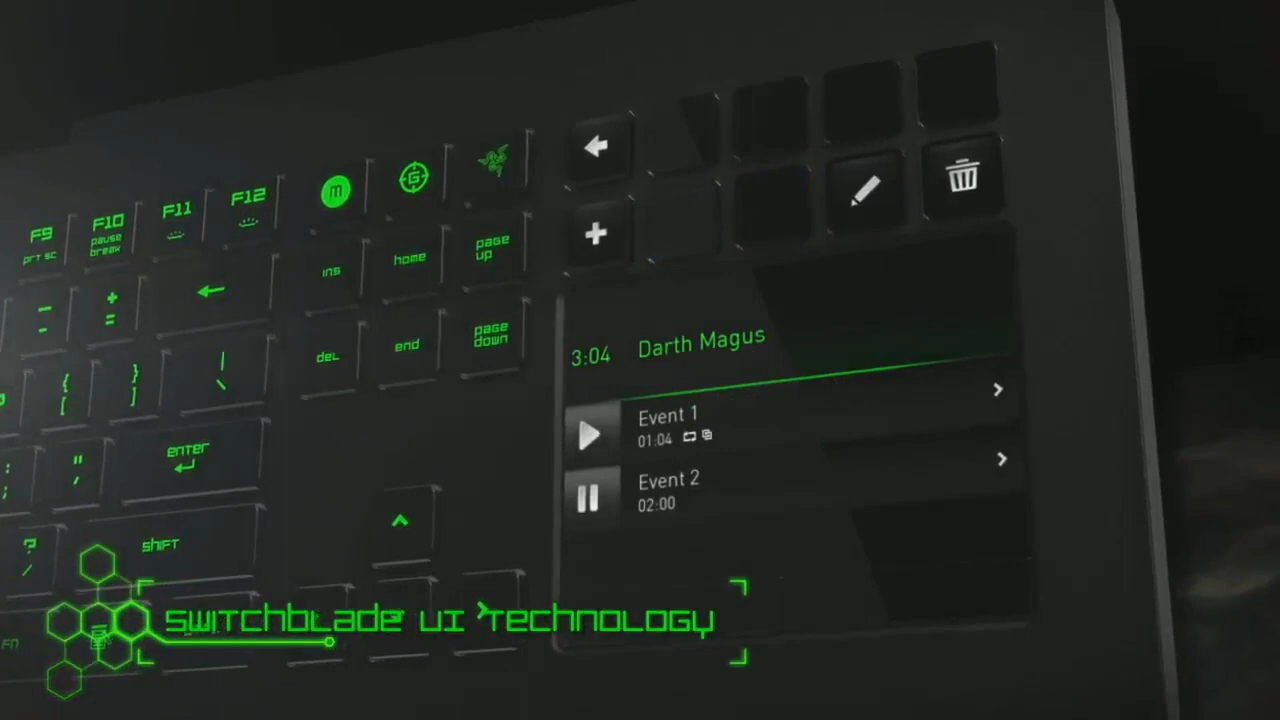 F9
prt sc
F10
pause
break
F11
F12
m
G
- -
+ =
{ [
} ]
| \
: ;
" '
? /
ins
home
page
up
del
end
page
down
enter
shift
FN
3:04 Darth Magus
Event 1
01:04
Event 2
02:00
SWITCHBLADE UI TECHNOLOGY